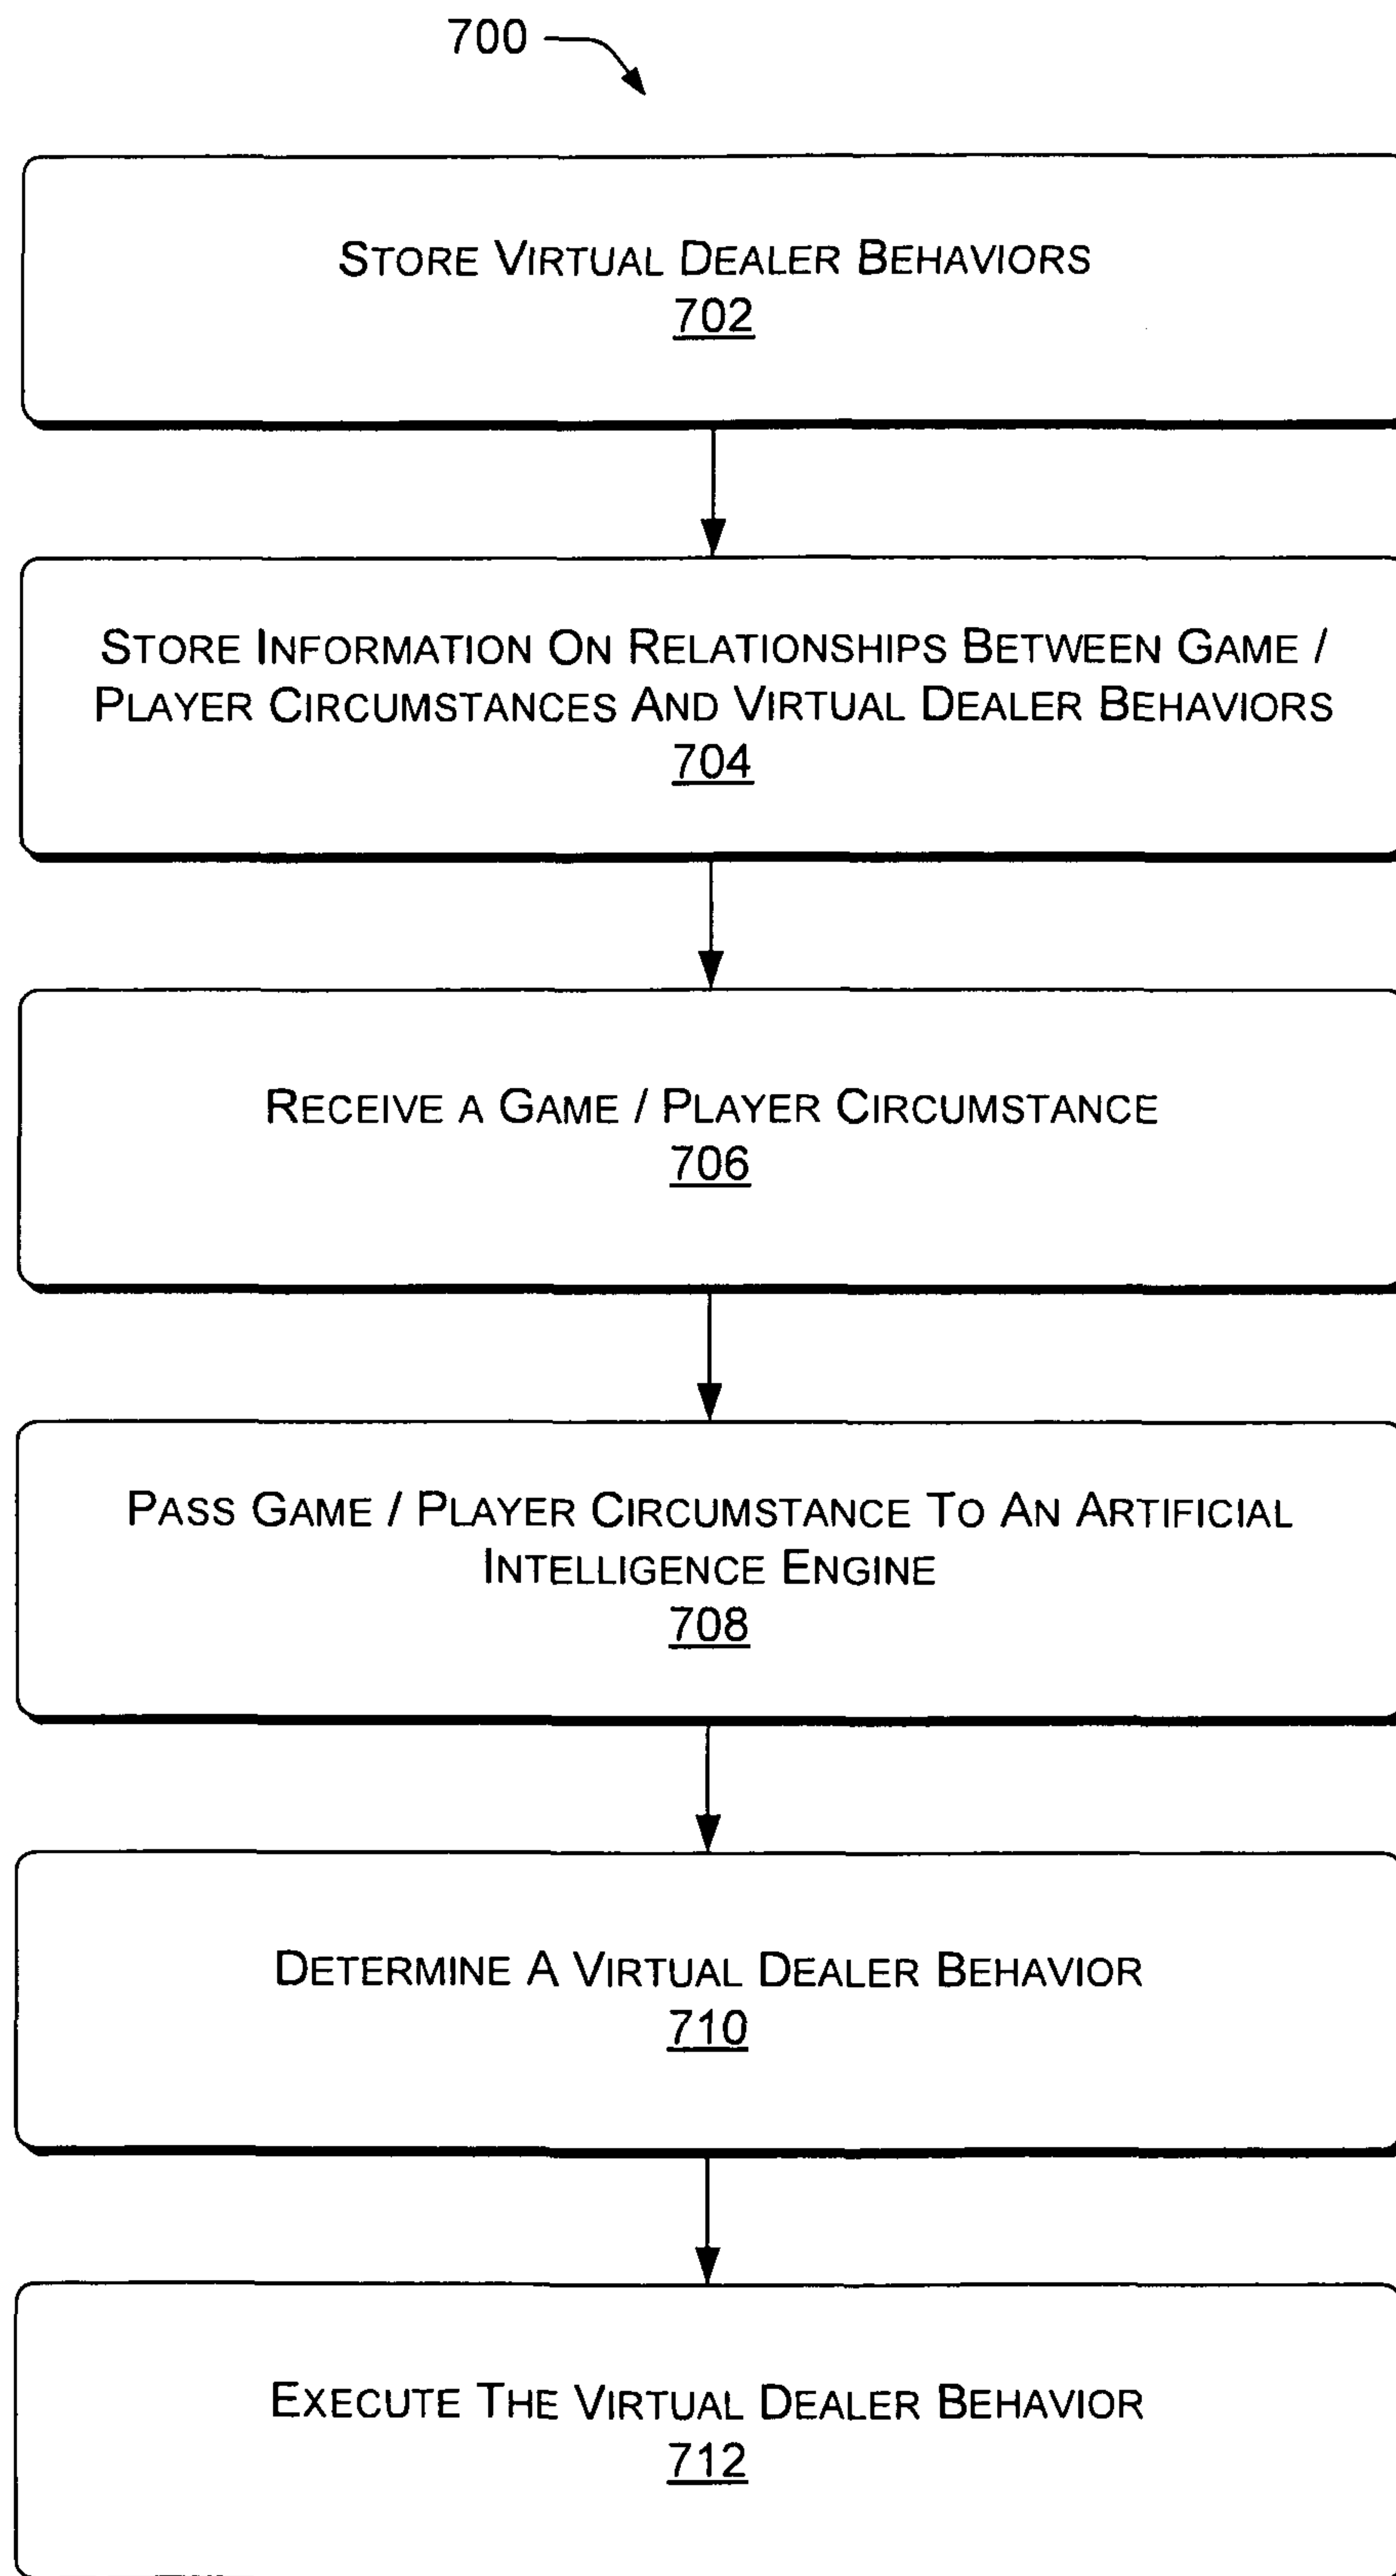 700
STORE VIRTUAL DEALER BEHAVIORS
702
STORE INFORMATION ON RELATIONSHIPS BETWEEN GAME /
PLAYER CIRCUMSTANCES AND VIRTUAL DEALER BEHAVIORS
704
RECEIVE A GAME / PLAYER CIRCUMSTANCE
706
PASS GAME / PLAYER CIRCUMSTANCE TO AN ARTIFICIAL
INTELLIGENCE ENGINE
708
DETERMINE A VIRTUAL DEALER BEHAVIOR
710
EXECUTE THE VIRTUAL DEALER BEHAVIOR
712